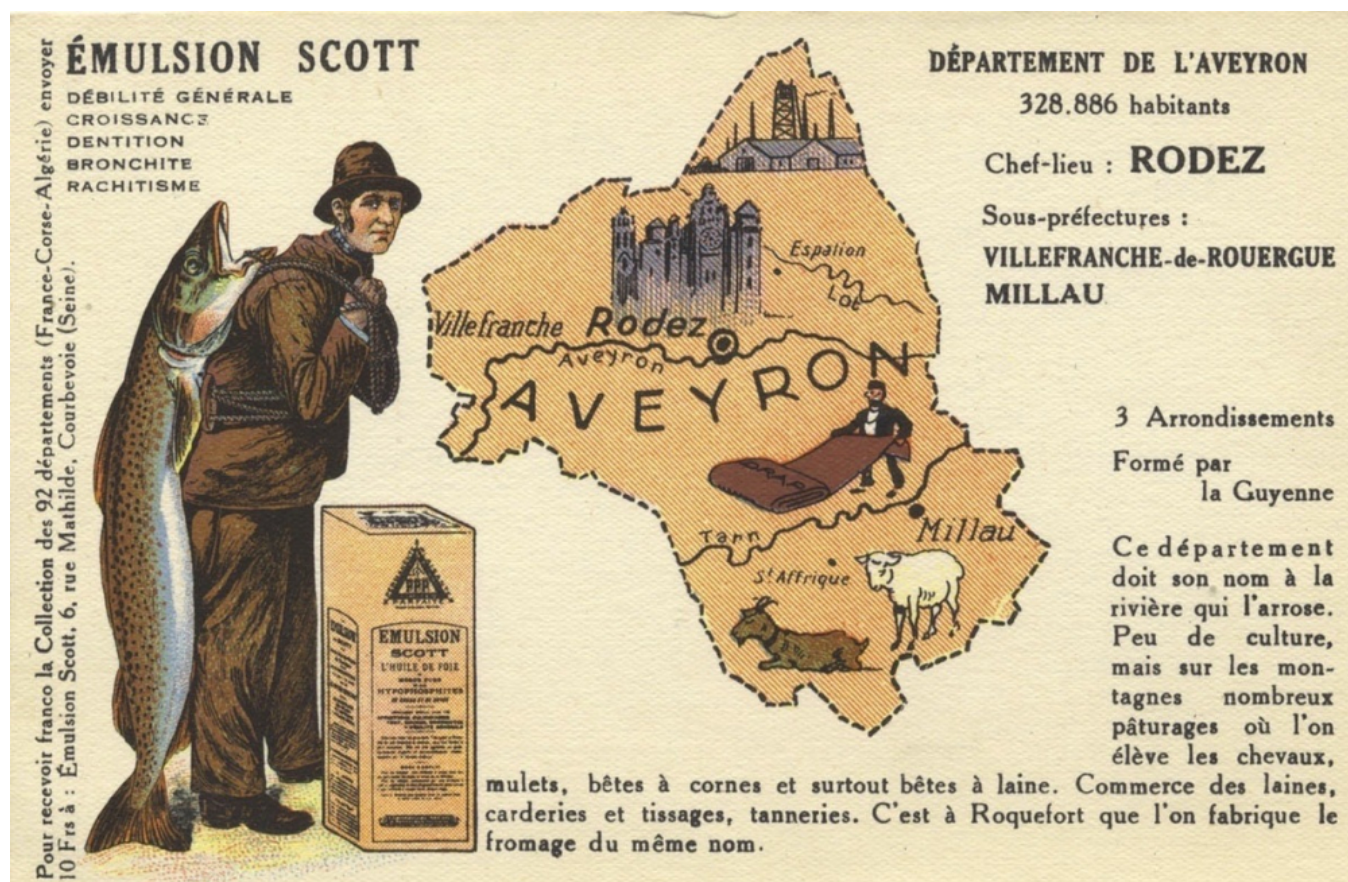 Pour recevoir franco la Collection des 92 départements (France-Corse-Algérie) envoyer
10 Frs à : Émulsion Scott, 6, rue Mathilde, Courbevoie (Seine).
ÉMULSION SCOTT
DÉBILITÉ GÉNÉRALE
CROISSANCE
DENTITION
BRONCHITE
RACHITISME
PPP
PARFAITE
EMULSION
SCOTT
L'HUILE DE FOIE
HYPOPHOSPHITES
Espalion
Lot
Villefranche
Rodez
Aveyron
AVEYRON
DRAP
Tarn
Millau
St Affrique
DÉPARTEMENT DE L'AVEYRON
328.886 habitants
Chef-lieu : RODEZ
Sous-préfectures :
VILLEFRANCHE-de-ROUERGUE
MILLAU
3 Arrondissements
Formé par
la Guyenne
Ce département
doit son nom à la
rivière qui l'arrose.
Peu de culture,
mais sur les mon-
tagnes nombreux
pâturages où l'on
élève les chevaux,
mulets, bêtes à cornes et surtout bêtes à laine. Commerce des laines,
carderies et tissages, tanneries. C'est à Roquefort que l'on fabrique le
fromage du même nom.